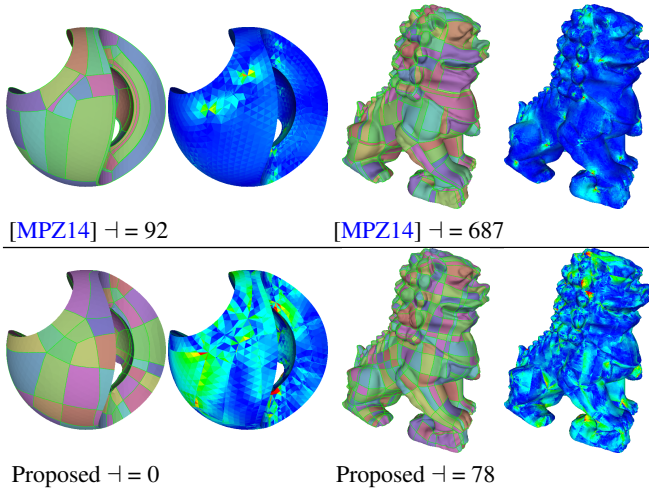 [MPZ14] ⊣ = 92
[MPZ14] ⊣ = 687
Proposed ⊣ = 0
Proposed ⊣ = 78